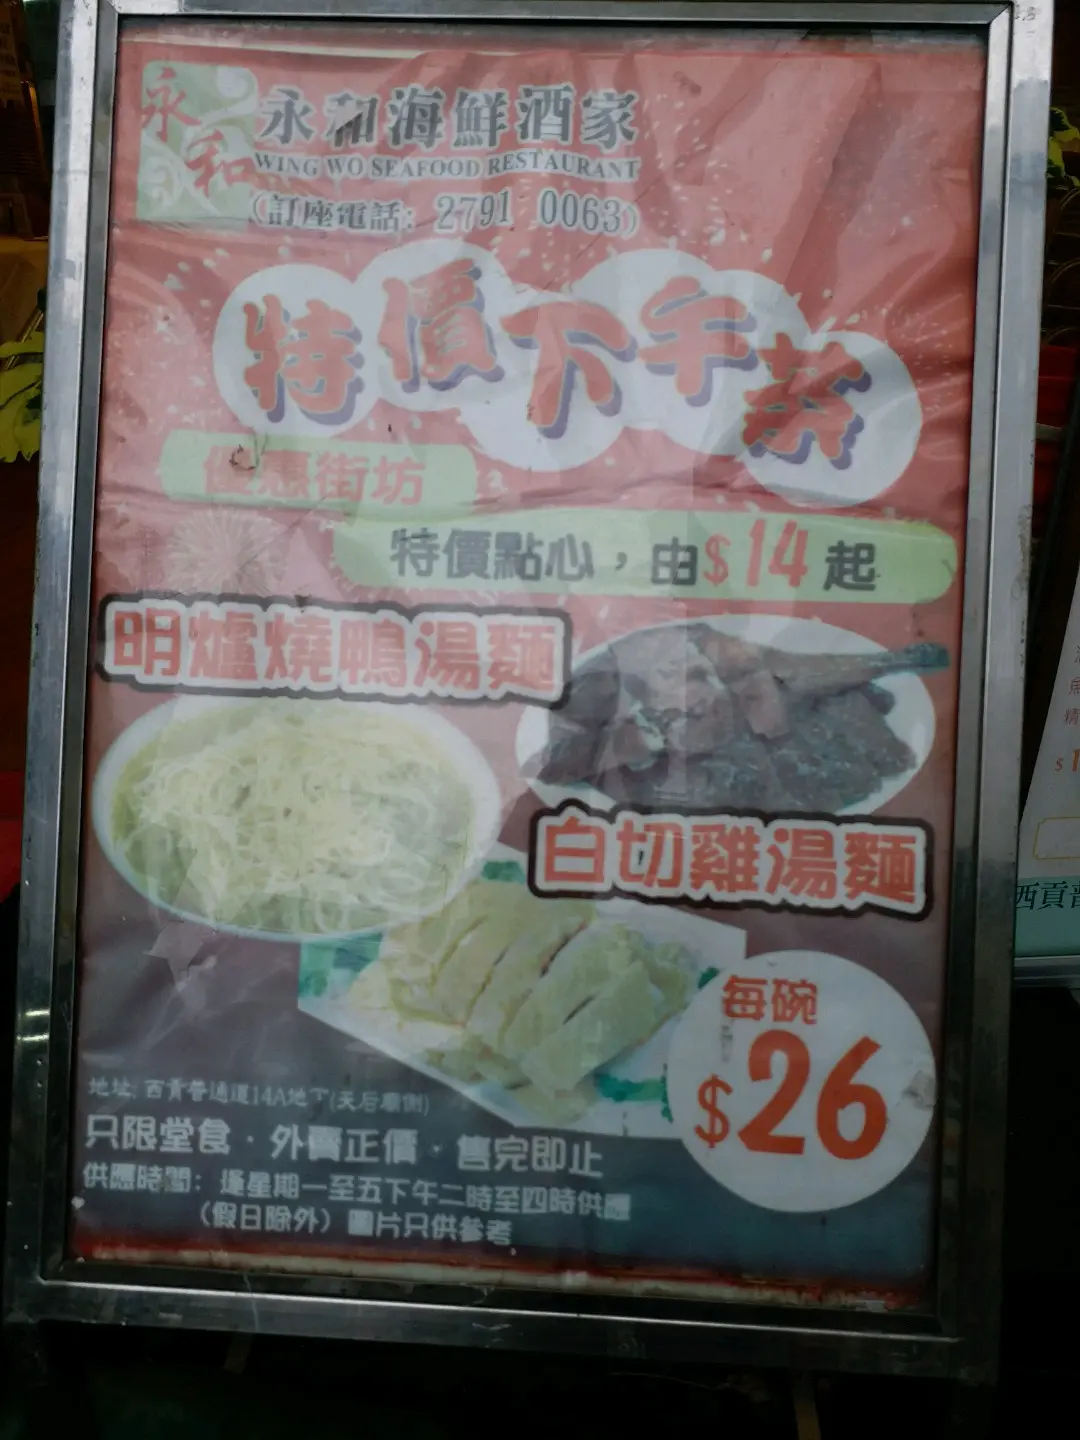 永和
永和海鮮酒家
WING WO SEAFOOD RESTAURANT
(訂座電話: 2791 0063)
特價下午茶
優惠街坊
特價點心，由$14起
明爐燒鴨湯麵
白切雞湯麵
每碗
$26
地址: 西貢普通道14A地下(天后廟側)
只限堂食·外賣正價·售完即止
供應時間：逢星期一至五下午二時至四時供應
（假日除外）圖片只供參考
西貢普